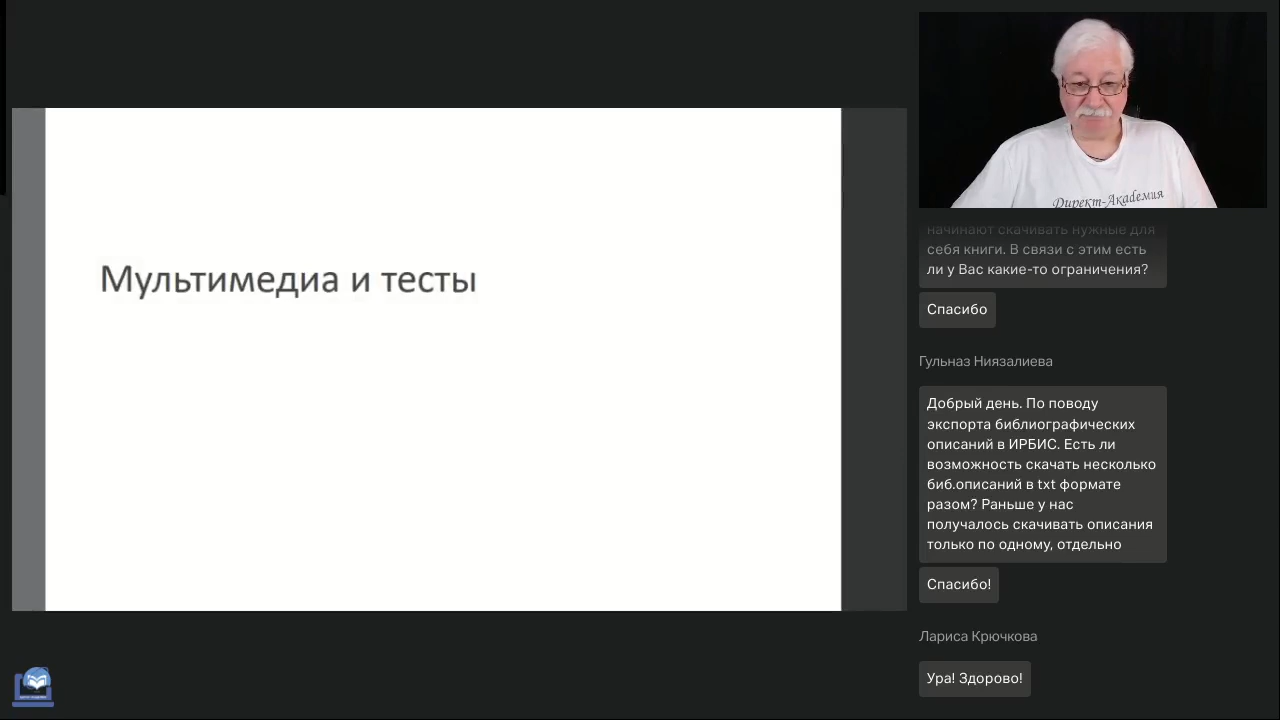 Мультимедиа и тесты
Директ-Академия
начинают скачивать нужные для
себя книги. В связи с этим есть
ли у Вас какие-то ограничения?
Спасибо
Гульназ Ниязалиева
Добрый день. По поводу
экспорта библиографических
описаний в ИРБИС. Есть ли
возможность скачать несколько
биб.описаний в txt формате
разом? Раньше у нас
получалось скачивать описания
только по одному, отдельно
Спасибо!
Лариса Крючкова
Ура! Здорово!